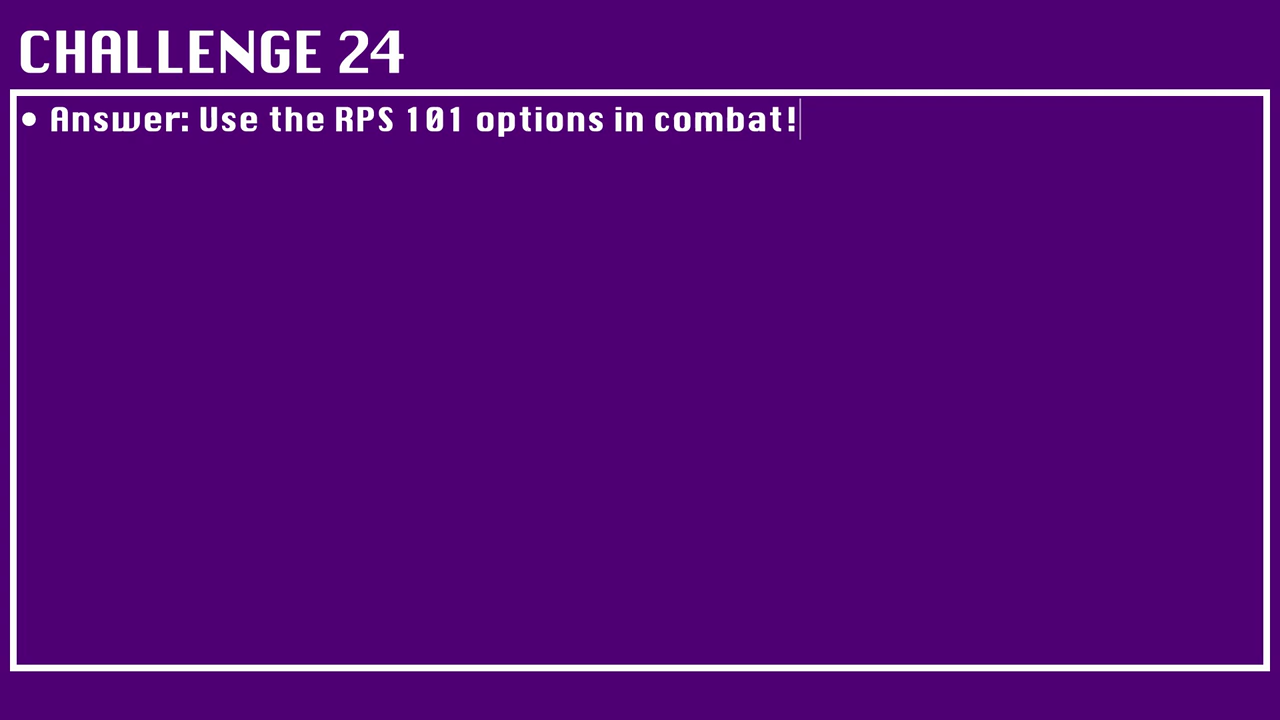 CHALLENGE 24
• Answer: Use the RPS 101 options in combat!